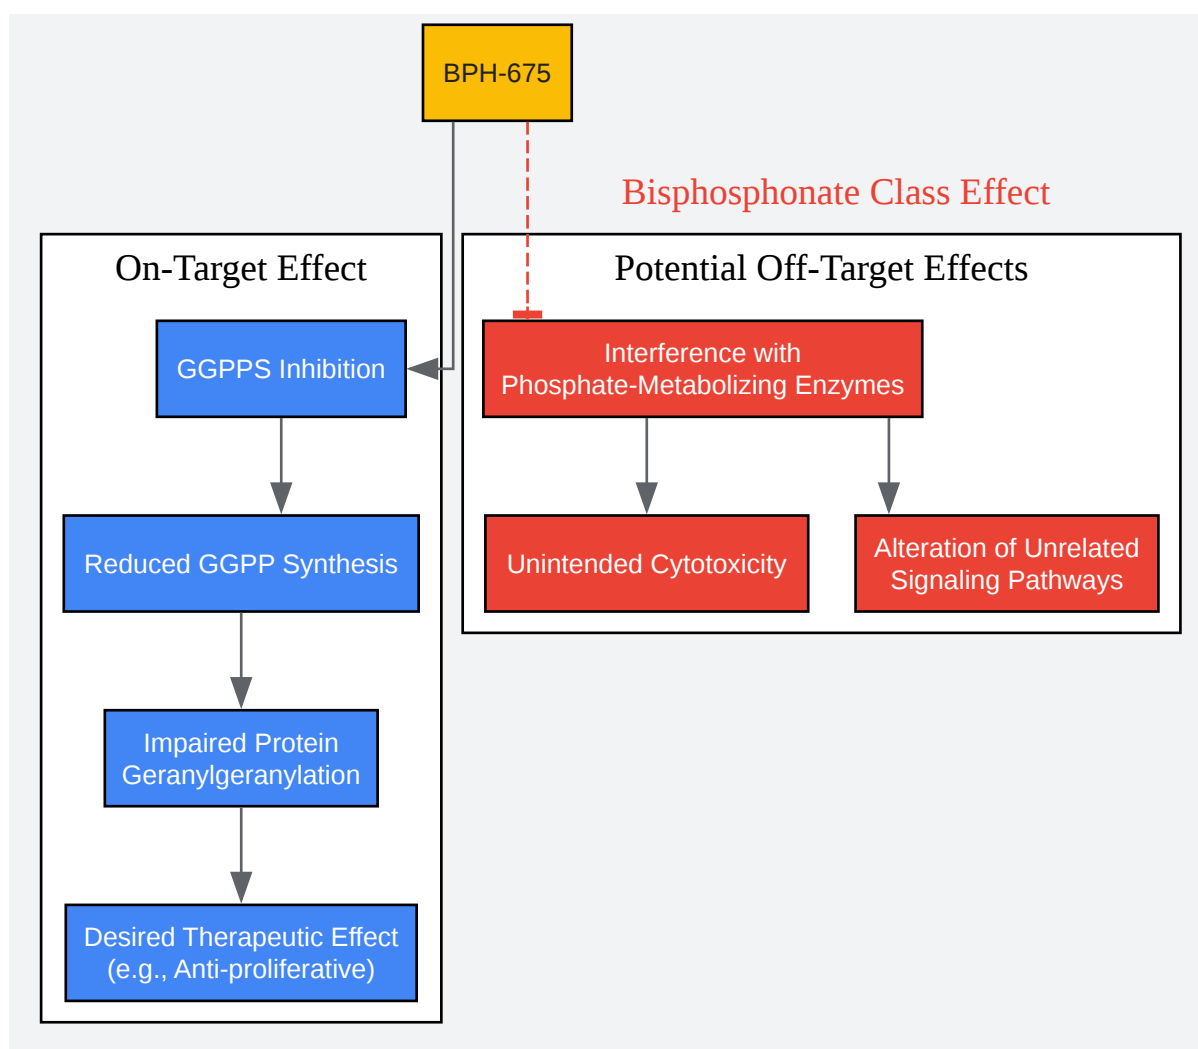 BPH-675
Bisphosphonate Class Effect
On-Target Effect
GGPPS Inhibition
Reduced GGPP Synthesis
Impaired Protein
Geranylgeranylation
Desired Therapeutic Effect
(e.g., Anti-proliferative)
Potential Off-Target Effects
Interference with
Phosphate-Metabolizing Enzymes
Unintended Cytotoxicity
Alteration of Unrelated
Signaling Pathways